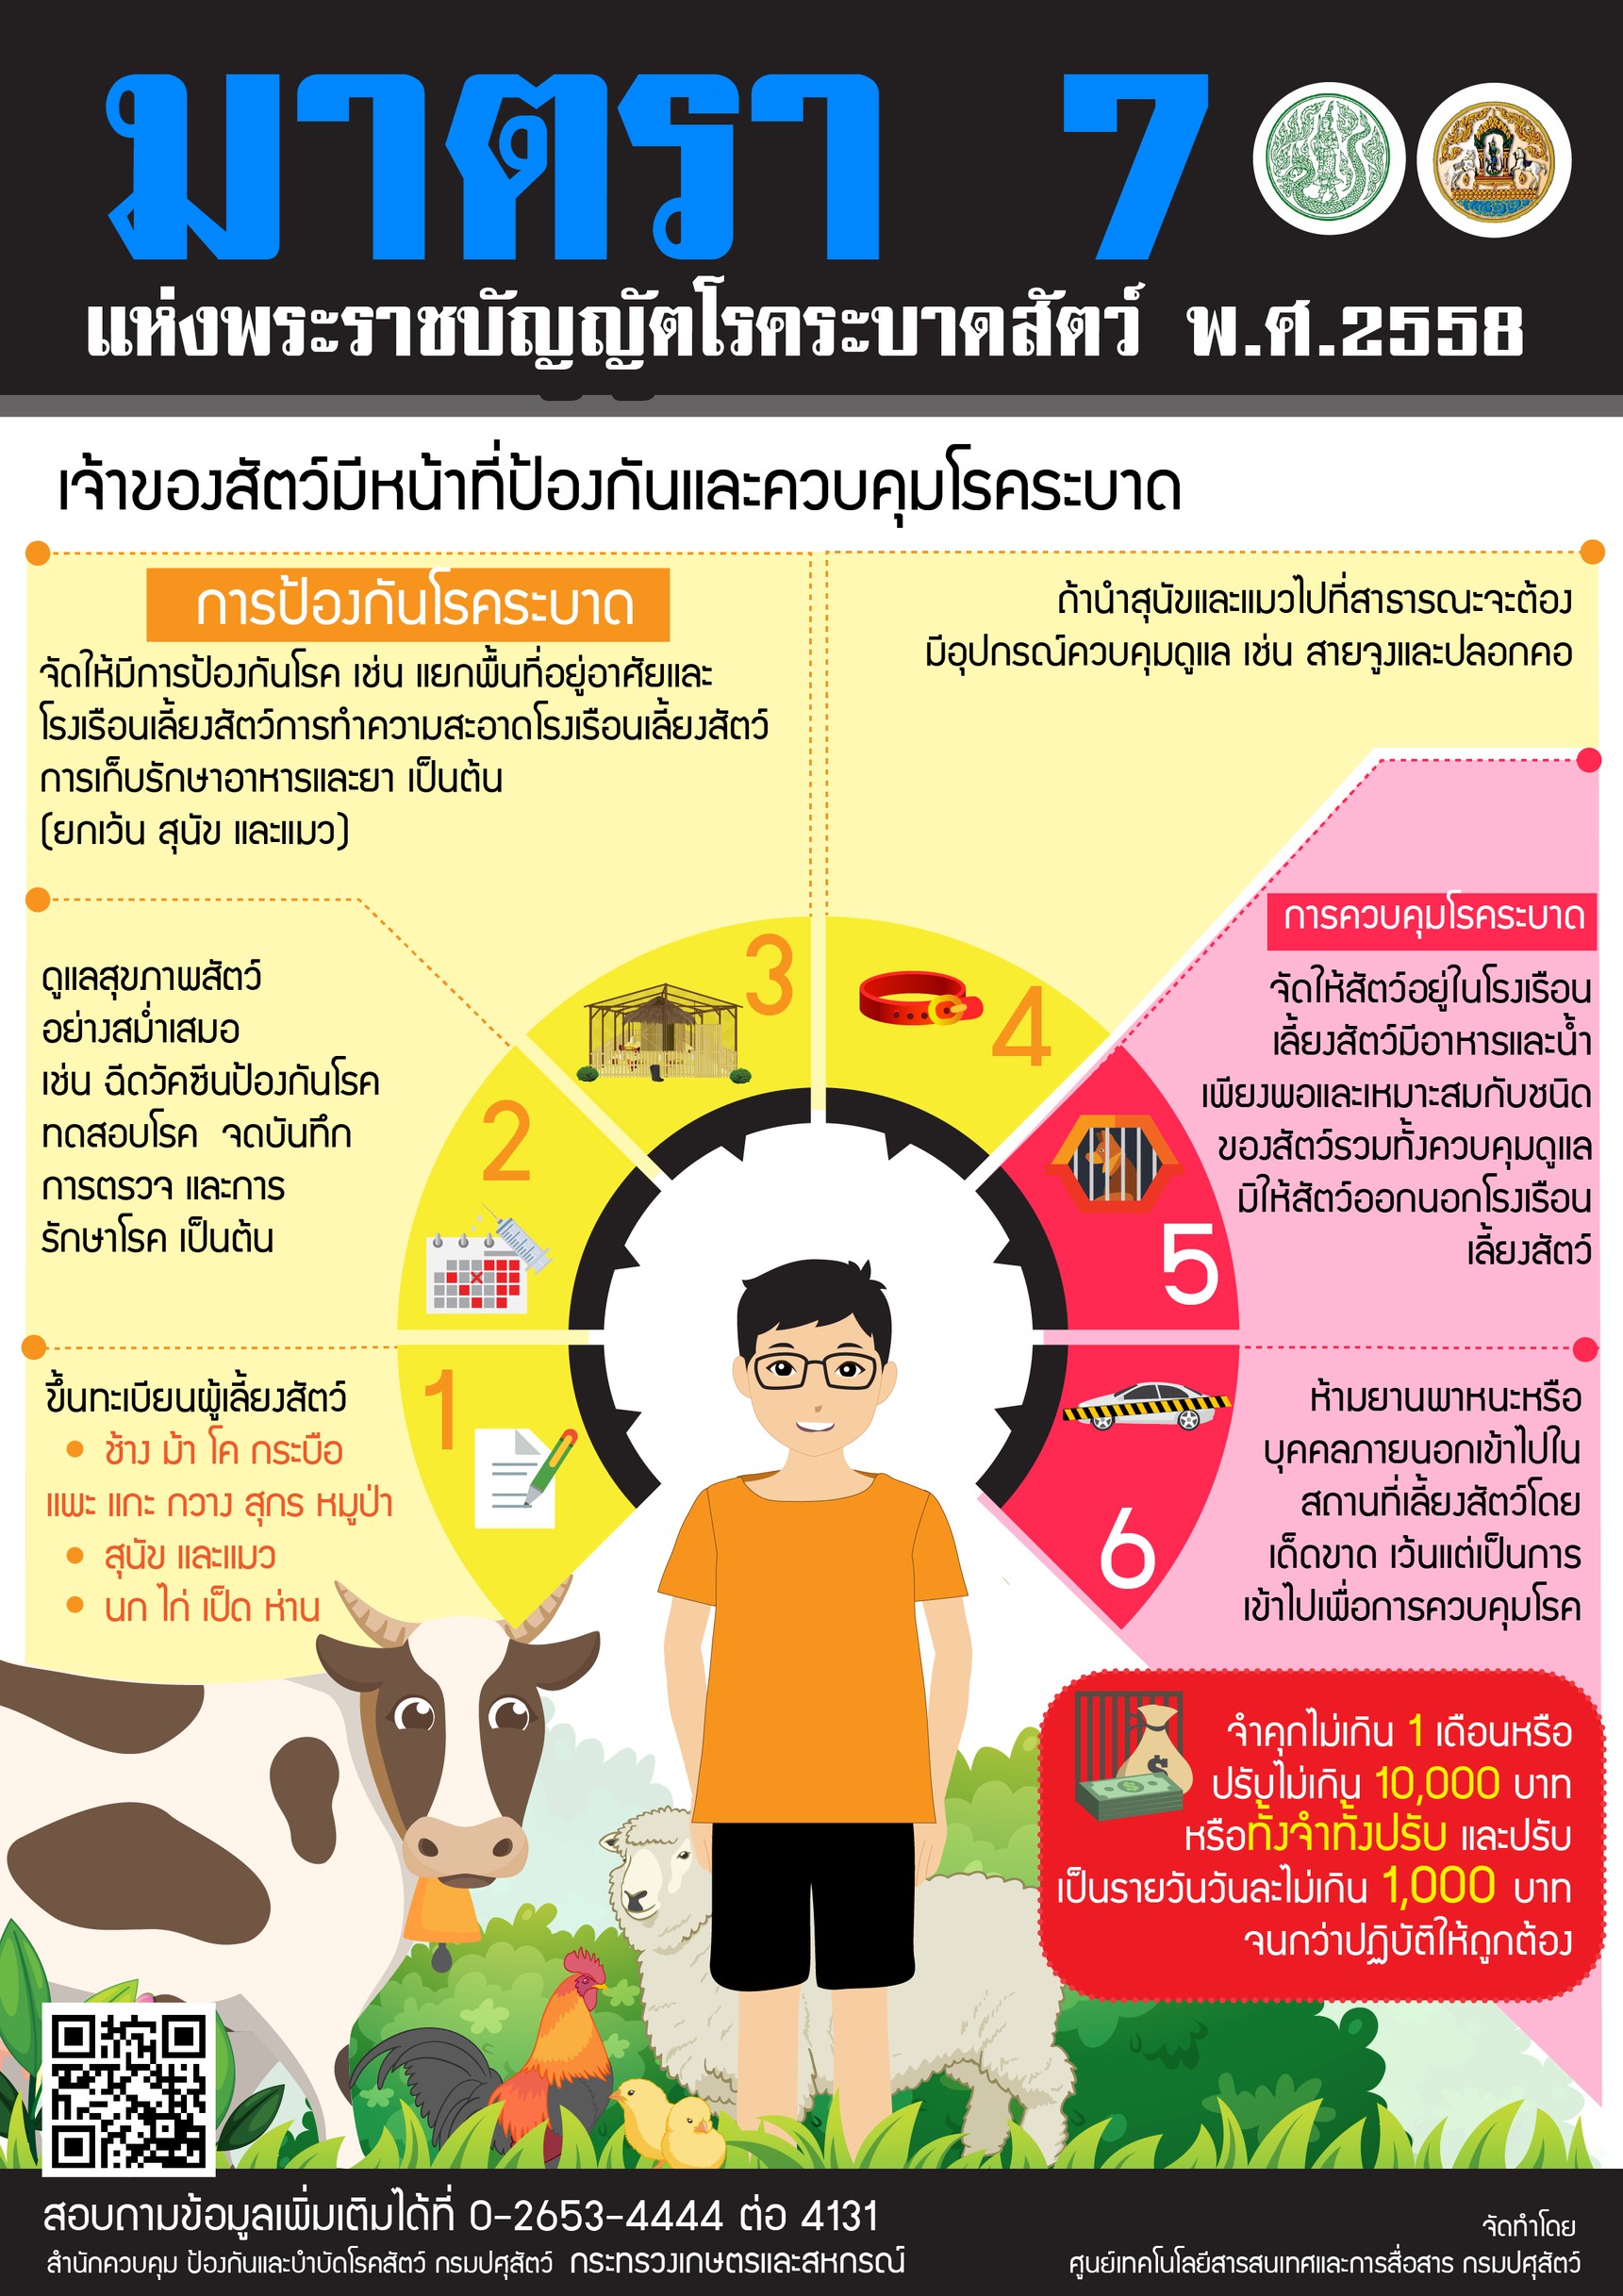 มาตรา 7
แห่งพระราชบัญญัตโรคระบาดสัตว์ พ.ศ.2558
เจ้าของสัตว์มีหน้าที่ป้องกันและควบคุมโรคระบาด
การป้องกันโรคระบาด
จัดให้มีการป้องกันโรค เช่น แยกพื้นที่อยู่อาศัยและ
โรงเรือนเลี้ยงสัตว์การทำความสะอาดโรงเรือนเลี้ยงสัตว์
การเก็บรักษาอาหารและยา เป็นต้น
(ยกเว้น สุนัข และแมว)
ถ้านำสุนัขและแมวไปที่สาธารณะจะต้อง
มีอุปกรณ์ควบคุมดูแล เช่น สายจูงและปลอกคอ
ดูแลสุขภาพสัตว์
อย่างสม่ำเสมอ
เช่น ฉีดวัคซีนป้องกันโรค
ทดสอบโรค จดบันทึก
การตรวจ และการ
รักษาโรค เป็นต้น
3
4
2
การควบคุมโรคระบาด
จัดให้สัตว์อยู่ในโรงเรือน
เลี้ยงสัตว์มีอาหารและน้ำ
เพียงพอและเหมาะสมกับชนิด
ของสัตว์รวมทั้งควบคุมดูแล
มิให้สัตว์ออกนอกโรงเรือน
เลี้ยงสัตว์
5
ขึ้นทะเบียนผู้เลี้ยงสัตว์
• ช้าง ม้า โค กระบือ
แพะ แกะ กวาง สุกร หมูป่า
• สุนัข และแมว
• นก ไก่ เป็ด ห่าน
1
6
ห้ามยานพาหนะหรือ
บุคคลภายนอกเข้าไปใน
สถานที่เลี้ยงสัตว์โดย
เด็ดขาด เว้นแต่เป็นการ
เข้าไปเพื่อการควบคุมโรค
$
จำคุกไม่เกิน 1 เดือนหรือ
ปรับไม่เกิน 10,000 บาท
หรือทั้งจำทั้งปรับ และปรับ
เป็นรายวันวันละไม่เกิน 1,000 บาท
จนกว่าปฏิบัติให้ถูกต้อง
สอบถามข้อมูลเพิ่มเติมได้ที่ 0-2653-4444 ต่อ 4131
สำนักควบคุม ป้องกันและบำบัดโรคสัตว์ กรมปศุสัตว์ กระทรวงเกษตรและสหกรณ์
จัดทำโดย
ศูนย์เทคโนโลยีสารสนเทศและการสื่อสาร กรมปศุสัตว์